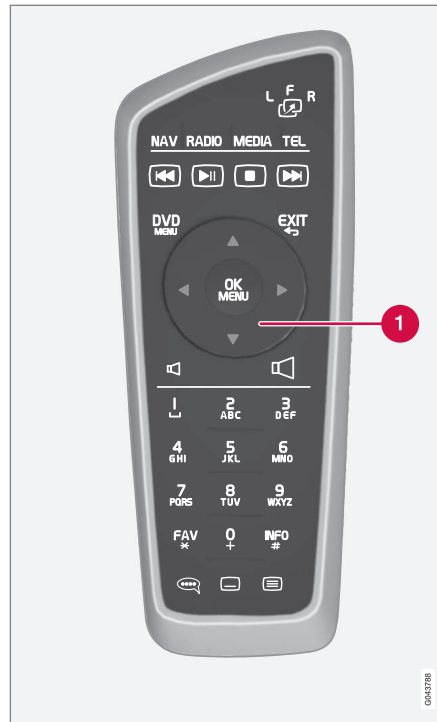 L F R
NAV RADIO MEDIA TEL
DVD EXIT
MENU
OK
MENU
1
1 2 3
ABC DEF
4 5 6
GHI JKL MNO
7 8 9
PQRS TUV WXYZ
FAV 0 INFO
* + #
G043788